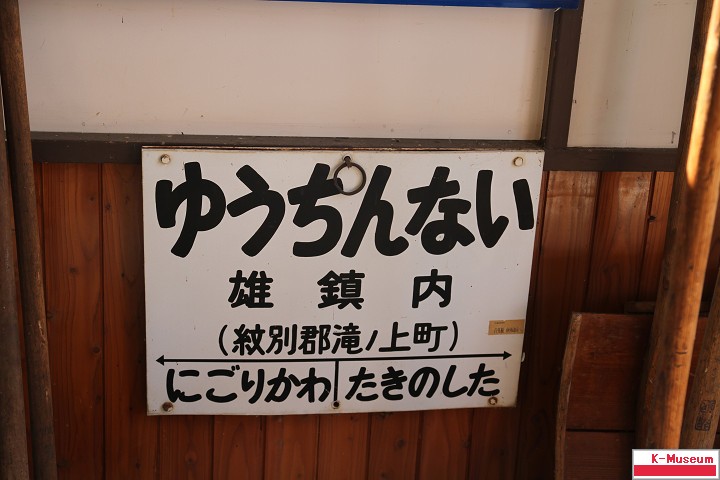 ゆうちんない
雄鎮内
(紋別郡滝ノ上町)
にごりかわ たきのした
K-Museum